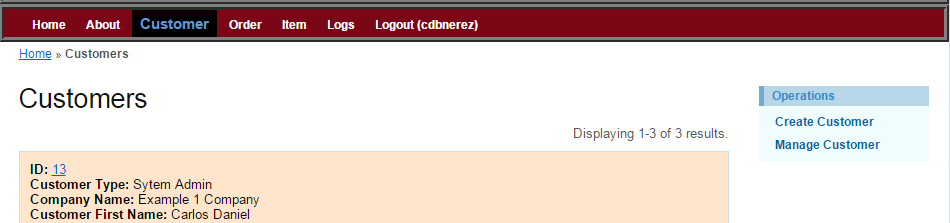 Home About Customer Order Item Logs Logout (cdbnerez)
Home » Customers
Customers
Operations
Create Customer
Manage Customer
Displaying 1-3 of 3 results.
ID: 13
Customer Type: Sytem Admin
Company Name: Example 1 Company
Customer First Name: Carlos Daniel